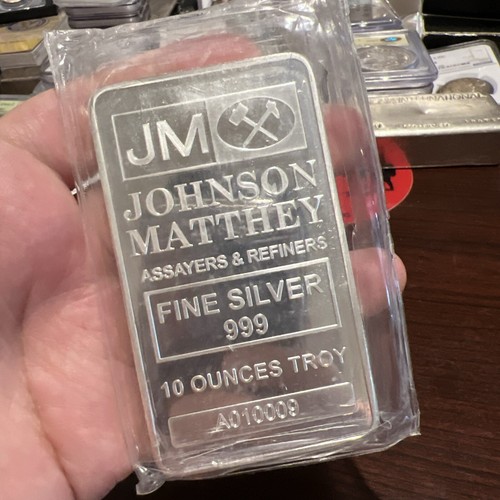 JM
JOHNSON
MATTHEY
ASSAYERS & REFINERS
FINE SILVER
999
10 OUNCES TROY
A010009